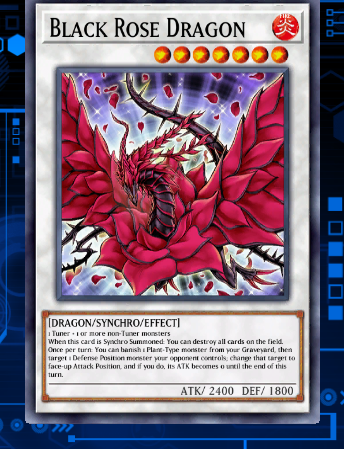 BLACK ROSE DRAGON
炎
[DRAGON/SYNCHRO/EFFECT]
1 Tuner + 1 or more non-Tuner monsters
When this card is Synchro Summoned: You can destroy all cards on the field.
Once per turn: You can banish 1 Plant-Type monster from your Graveyard, then
target 1 Defense Position monster your opponent controls; change that target to
face-up Attack Position, and if you do, its ATK becomes 0 until the end of this
turn.
ATK/ 2400 DEF/ 1800